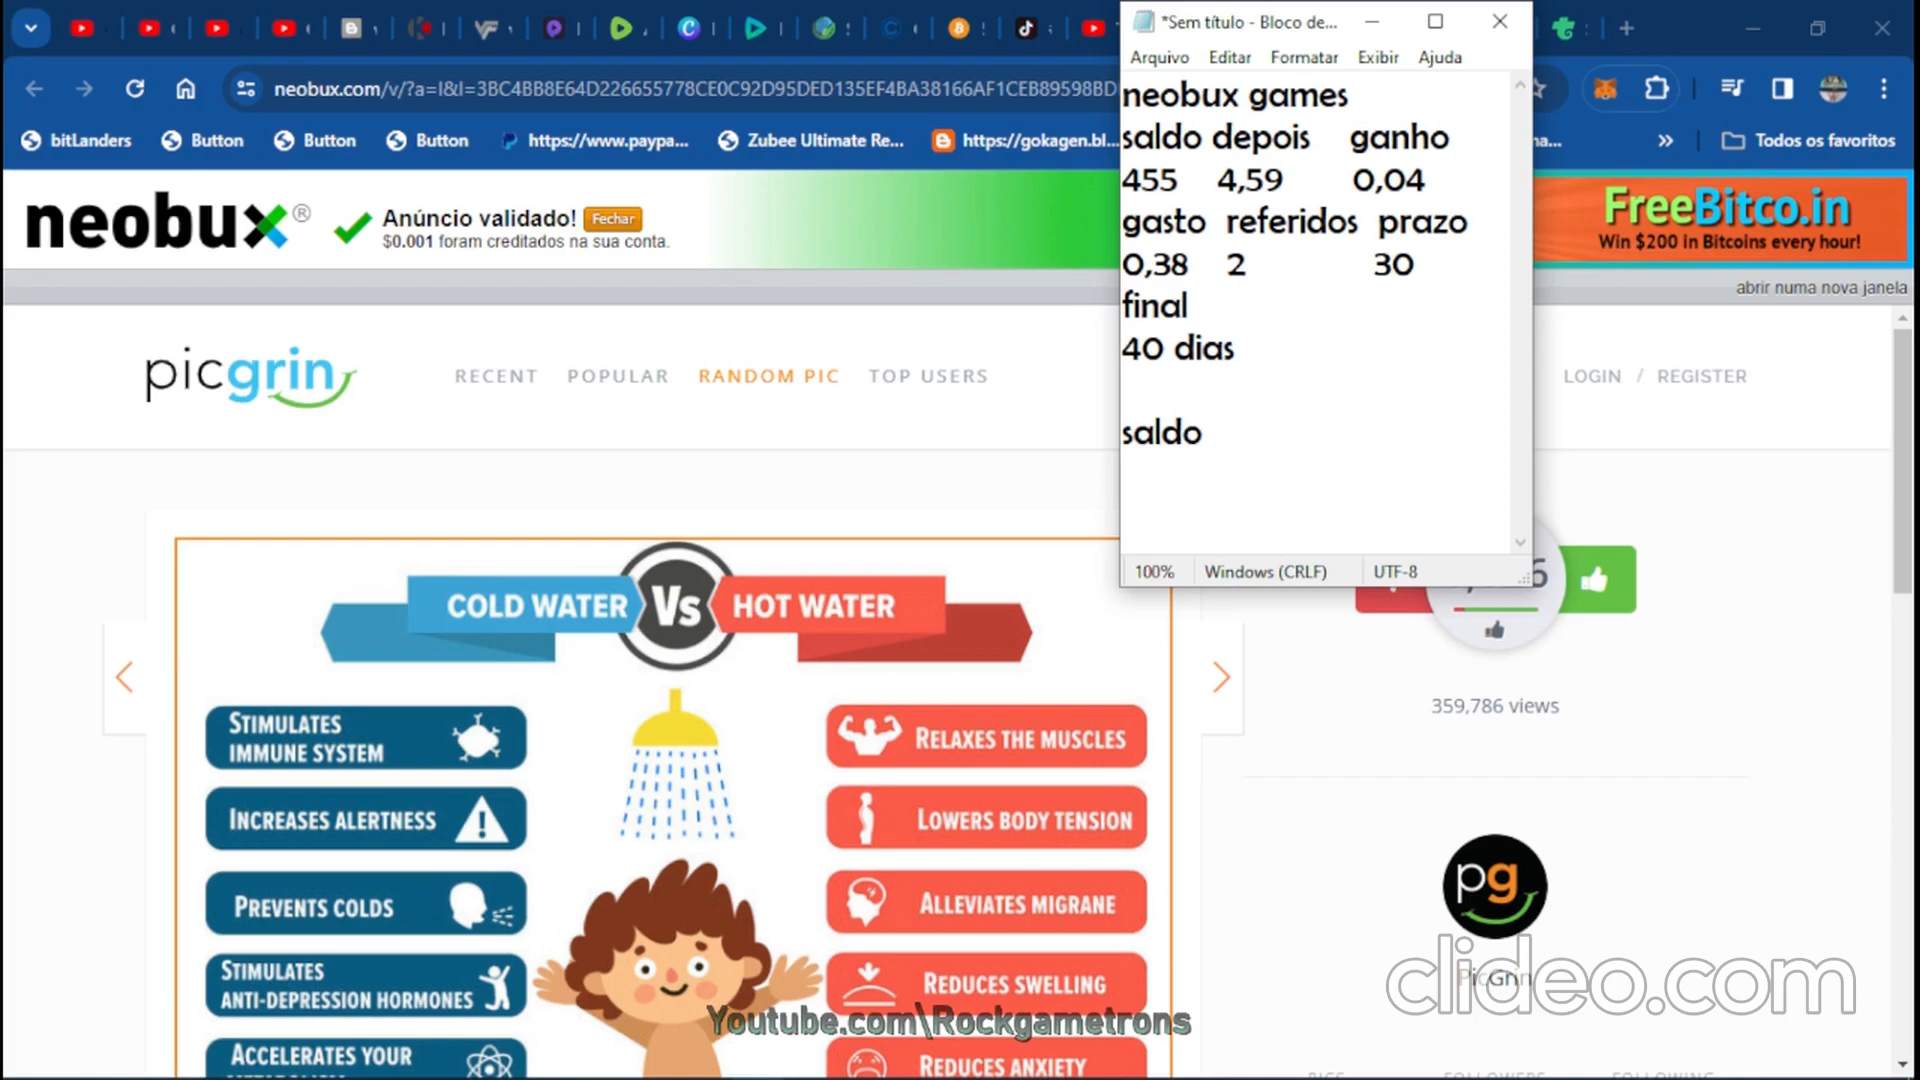 *Sem título - Bloco de...
Arquivo Editar Formatar Exibir Ajuda
neobux.com/v/?a=l&l=3BC4BB8E64D226655778CE0C92D95DED135EF4BA38166AF1CEB89598BD
bitLanders Button Button Button https://www.paypa... Zubee Ultimate Re... https://gokagen.bl... Todos os favoritos
neobux games
saldo depois ganho
455 4,59 0,04
gasto referidos prazo
0,38 2 30
final
40 dias
saldo
100% Windows (CRLF) UTF-8
neobux®
Anúncio validado! Fechar
$0.001 foram creditados na sua conta.
FreeBitco.in
Win $200 in Bitcoins every hour!
abrir numa nova janela
picgrin
RECENT POPULAR RANDOM PIC TOP USERS
LOGIN / REGISTER
COLD WATER Vs HOT WATER
STIMULATES
IMMUNE SYSTEM
INCREASES ALERTNESS
PREVENTS COLDS
STIMULATES
ANTI-DEPRESSION HORMONES
ACCELERATES YOUR
RELAXES THE MUSCLES
LOWERS BODY TENSION
ALLEVIATES MIGRANE
REDUCES SWELLING
REDUCES ANXIETY
359,786 views
pg
PicGrin
clideo.com
Youtube.com\Rockgametrons